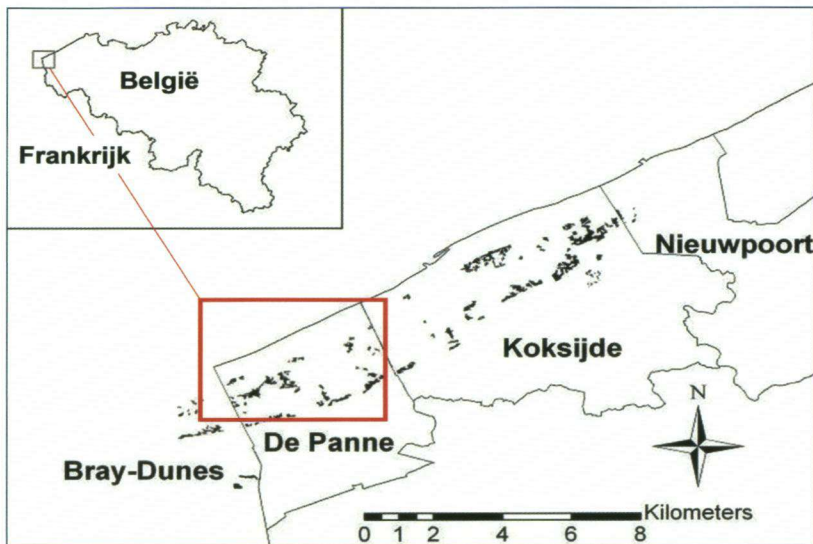 België
Frankrijk
Nieuwpoort
Koksijde
N
De Panne
Bray-Dunes
Kilometers
0 1 2 4 6 8